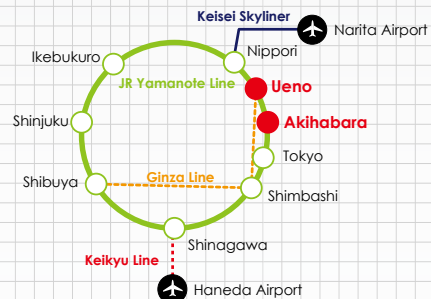 Keisei Skyliner
Narita Airport
Nippori
Ikebukuro
JR Yamanote Line
Ueno
Shinjuku
Akihabara
Tokyo
Ginza Line
Shibuya
Shimbashi
Shinagawa
Keikyu Line
Haneda Airport